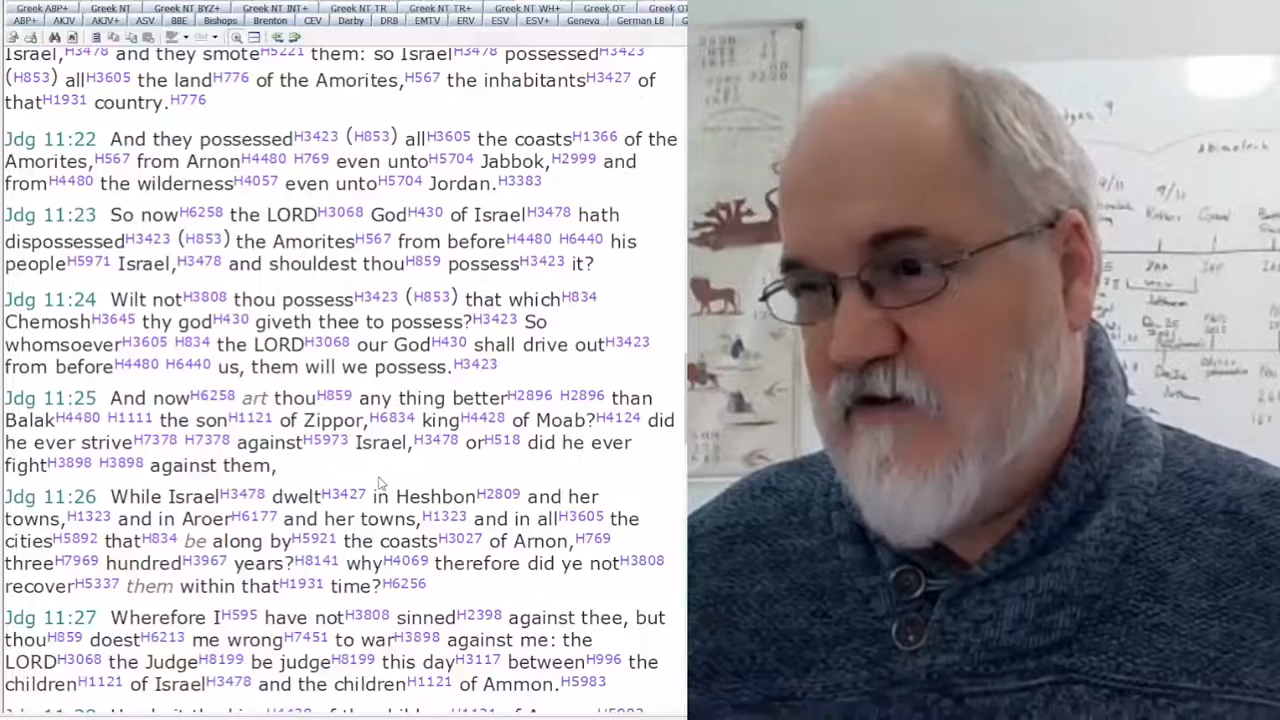 Greek ABP+ Greek NT Greek NT BYZ+ Greek NT INT+ Greek NT TR Greek NT TR+ Greek NT WH+ Greek OT Greek OT
ABP+ AKJV AKJV+ ASV BBE Bishops Brenton CEV Darby DRB EMTV ERV ESV ESV+ Geneva German LB G
Israel,H3478 and they smoteH5221 them: so IsraelH3478 possessedH3423
(H853) allH3605 the landH776 of the Amorites,H567 the inhabitantsH3427 of
thatH1931 country.H776
Jdg 11:22 And they possessedH3423 (H853) allH3605 the coastsH1366 of the
Amorites,H567 from ArnonH4480 H769 even untoH5704 Jabbok,H2999 and
fromH4480 the wildernessH4057 even untoH5704 Jordan.H3383
Jdg 11:23 So nowH6258 the LORDH3068 GodH430 of IsraelH3478 hath
dispossessedH3423 (H853) the AmoritesH567 from beforeH4480 H6440 his
peopleH5971 Israel,H3478 and shouldest thouH859 possessH3423 it?
Jdg 11:24 Wilt notH3808 thou possessH3423 (H853) that whichH834
ChemoshH3645 thy godH430 giveth thee to possess?H3423 So
whomsoeverH3605 H834 the LORDH3068 our GodH430 shall drive outH3423
from beforeH4480 H6440 us, them will we possess.H3423
Jdg 11:25 And nowH6258 art thouH859 any thing betterH2896 H2896 than
BalakH4480 H1111 the sonH1121 of Zippor,H6834 kingH4428 of Moab?H4124 did
he ever striveH7378 H7378 againstH5973 Israel,H3478 orH518 did he ever
fightH3898 H3898 against them,
Jdg 11:26 While IsraelH3478 dweltH3427 in HeshbonH2809 and her
towns,H1323 and in AroerH6177 and her towns,H1323 and in allH3605 the
citiesH5892 thatH834 be along byH5921 the coastsH3027 of Arnon,H769
threeH7969 hundredH3967 years?H8141 whyH4069 therefore did ye notH3808
recoverH5337 them within thatH1931 time?H6256
Jdg 11:27 Wherefore IH595 have notH3808 sinnedH2398 against thee, but
thouH859 doestH6213 me wrongH7451 to warH3898 against me: the
LORDH3068 the JudgeH8199 be judgeH8199 this dayH3117 betweenH996 the
childrenH1121 of IsraelH3478 and the childrenH1121 of Ammon.H5983
9/11 9/11